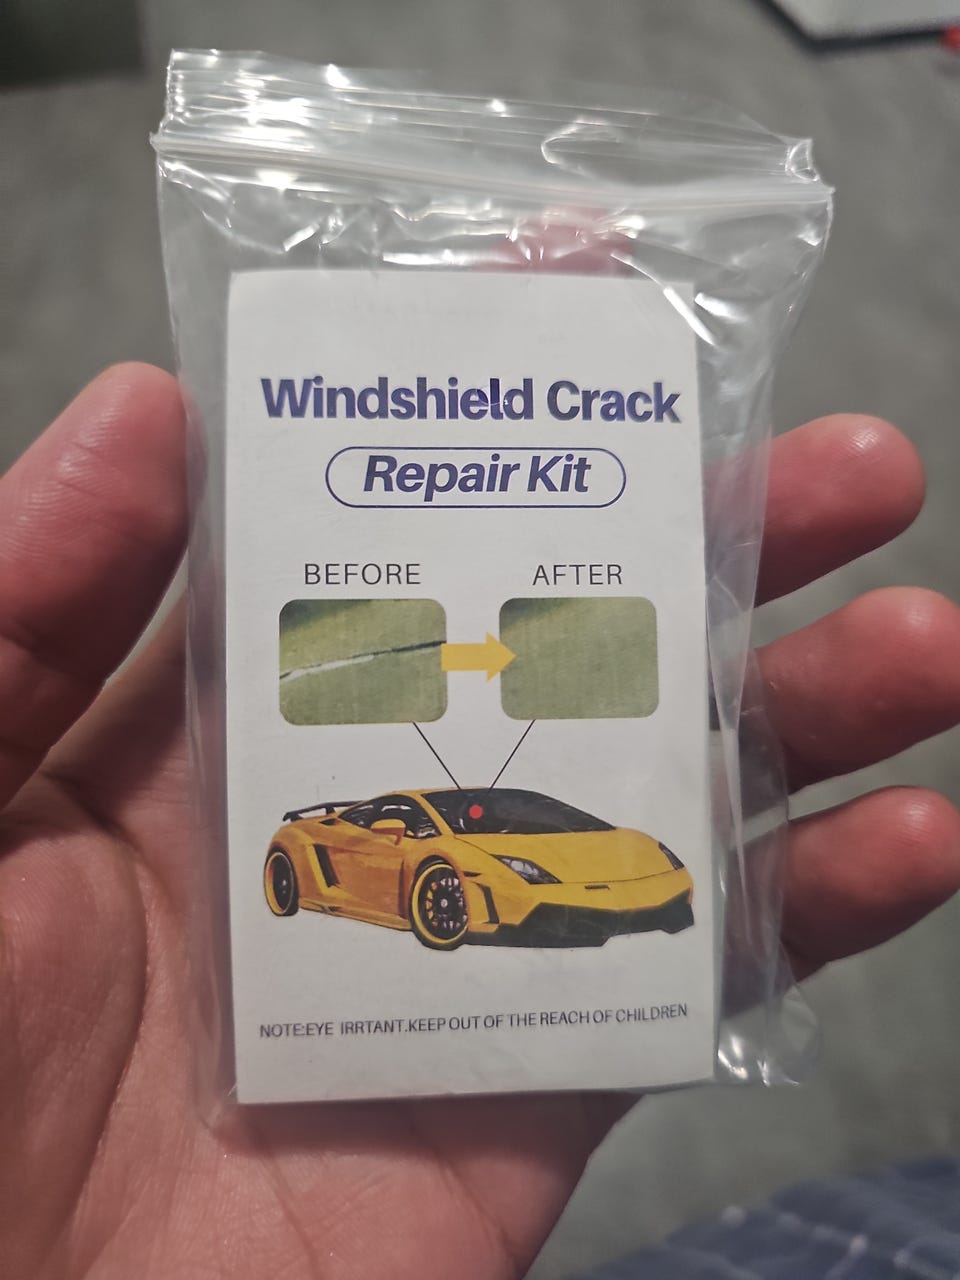 Windshield Crack
Repair Kit
BEFORE AFTER
NOTE:EYE IRRTANT.KEEP OUT OF THE REACH OF CHILDREN